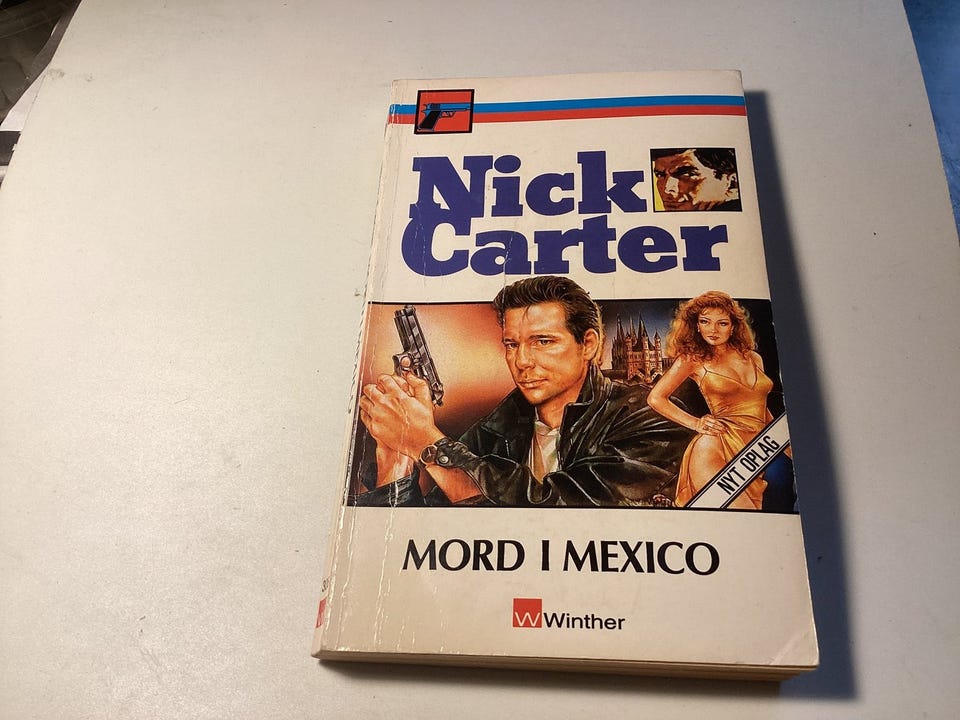 Nick
Carter
NYT OPLAG
MORD I MEXICO
W Winther